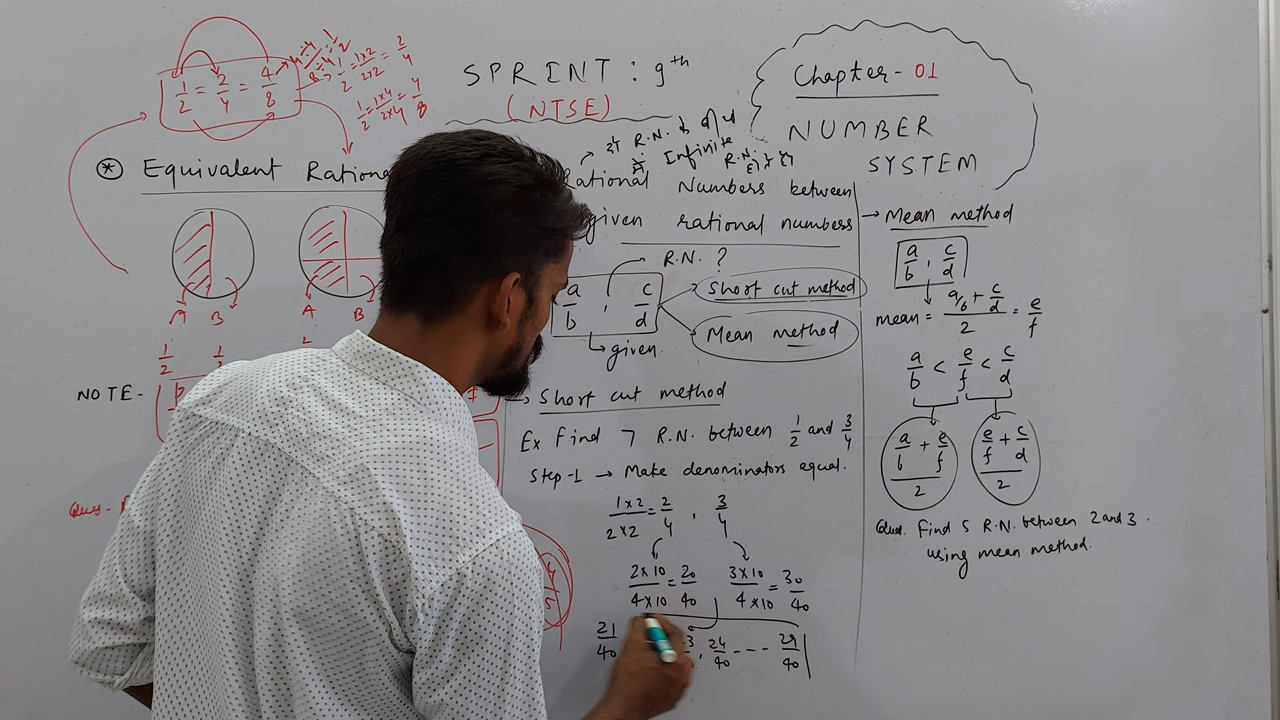 SPRINT : 9th
(NTSE)
Chapter - 01
NUMBER
SYSTEM
1/2 = 2/4 = 4/8
1/2 = 1×2/2×2 = 2/4
1/2 = 1×4/2×4 = 4/8
* Equivalent Rationa
A B
A B
1/2 1/2
NOTE -
Ques -
R.N.
Infinite
Rational Numbers between
given rational numbers
R.N. ?
a/b , c/d
given
Short cut method
Mean method
→ Short cut method
Ex Find 7 R.N. between 1/2 and 3/4
Step-1 → Make denominators equal.
1×2/2×2 = 2/4 , 3/4
2×10/4×10 = 20/40 3×10/4×10 = 30/40
21/40 24/40 --- 29/40
→ Mean method
a/b , c/d
mean = a/b + c/d / 2 = e/f
a/b < e/f < c/d
a/b + e/f / 2 e/f + c/d / 2
Ques. Find 5 R.N. between 2 and 3 .
using mean method.